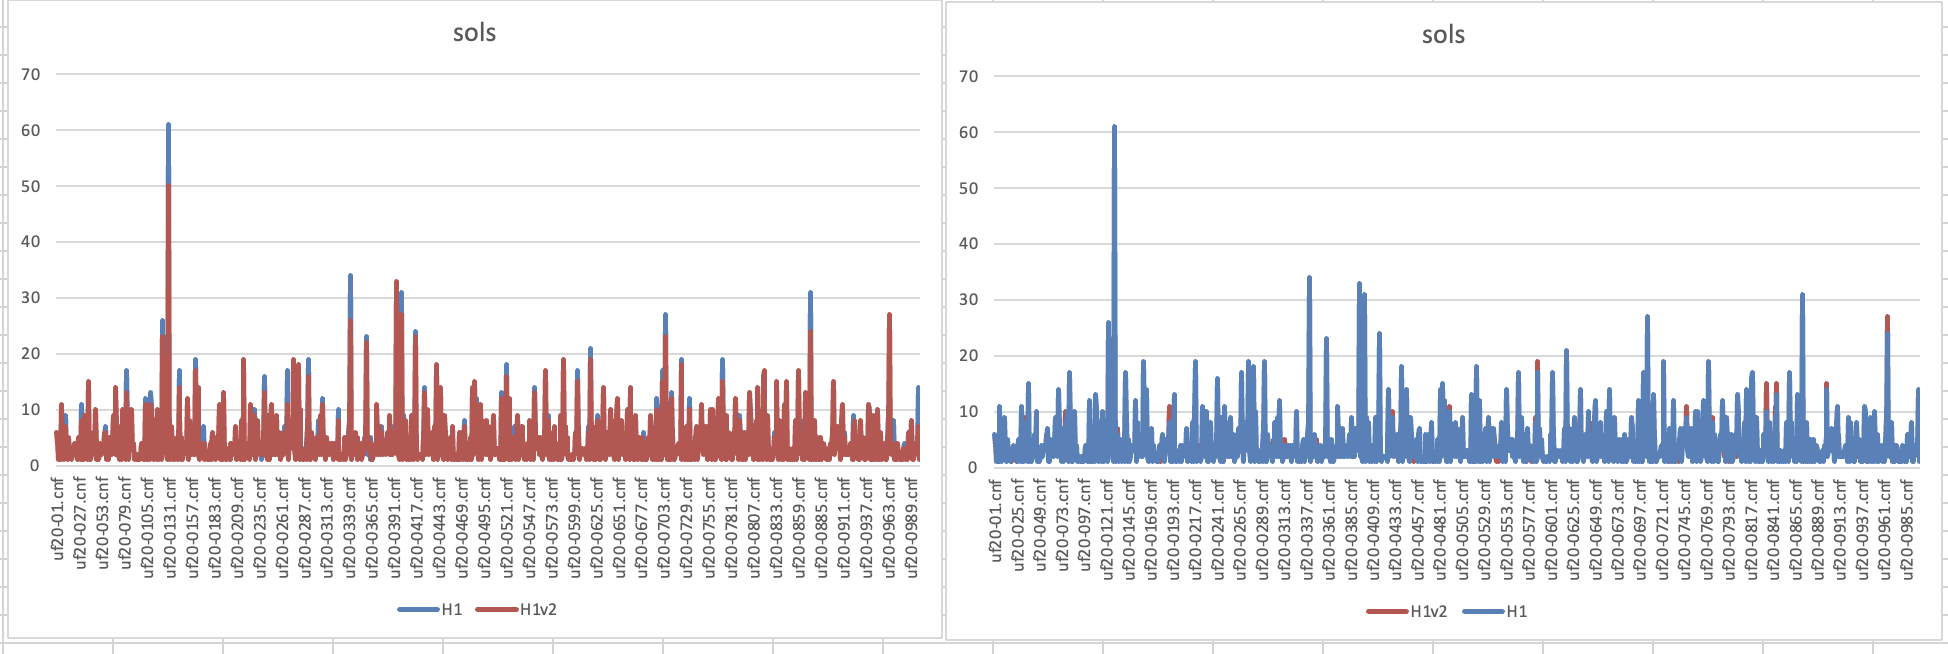 sols
70
60
50
40
30
20
10
0
uf20-01.cnf
uf20-027.cnf
uf20-053.cnf
uf20-079.cnf
uf20-0105.cnf
uf20-0131.cnf
uf20-0157.cnf
uf20-0183.cnf
uf20-0209.cnf
uf20-0235.cnf
uf20-0261.cnf
uf20-0287.cnf
uf20-0313.cnf
uf20-0339.cnf
uf20-0365.cnf
uf20-0391.cnf
uf20-0417.cnf
uf20-0443.cnf
uf20-0469.cnf
uf20-0495.cnf
uf20-0521.cnf
uf20-0547.cnf
uf20-0573.cnf
uf20-0599.cnf
uf20-0625.cnf
uf20-0651.cnf
uf20-0677.cnf
uf20-0703.cnf
uf20-0729.cnf
uf20-0755.cnf
uf20-0781.cnf
uf20-0807.cnf
uf20-0833.cnf
uf20-0859.cnf
uf20-0885.cnf
uf20-0911.cnf
uf20-0937.cnf
uf20-0963.cnf
uf20-0989.cnf
H1 H1v2
sols
70
60
50
40
30
20
10
0
uf20-01.cnf
uf20-025.cnf
uf20-049.cnf
uf20-073.cnf
uf20-097.cnf
uf20-0121.cnf
uf20-0145.cnf
uf20-0169.cnf
uf20-0193.cnf
uf20-0217.cnf
uf20-0241.cnf
uf20-0265.cnf
uf20-0289.cnf
uf20-0313.cnf
uf20-0337.cnf
uf20-0361.cnf
uf20-0385.cnf
uf20-0409.cnf
uf20-0433.cnf
uf20-0457.cnf
uf20-0481.cnf
uf20-0505.cnf
uf20-0529.cnf
uf20-0553.cnf
uf20-0577.cnf
uf20-0601.cnf
uf20-0625.cnf
uf20-0649.cnf
uf20-0673.cnf
uf20-0697.cnf
uf20-0721.cnf
uf20-0745.cnf
uf20-0769.cnf
uf20-0793.cnf
uf20-0817.cnf
uf20-0841.cnf
uf20-0865.cnf
uf20-0889.cnf
uf20-0913.cnf
uf20-0937.cnf
uf20-0961.cnf
uf20-0985.cnf
H1v2 H1